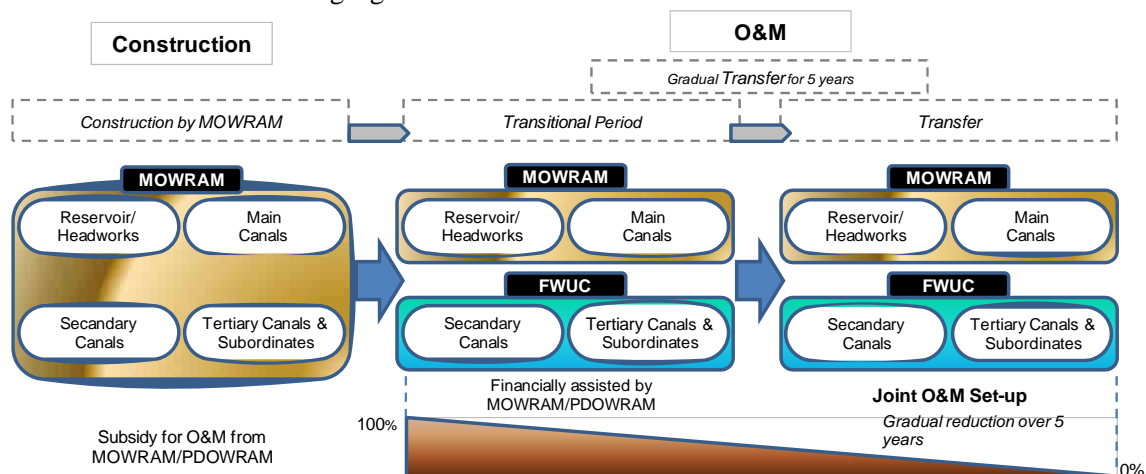 Construction
O&M
Gradual Transfer for 5 years
Construction by MOWRAM
Transitional Period
Transfer
MOWRAM
Reservoir/
Headworks
Main
Canals
Secandary
Canals
Tertiary Canals &
Subordinates
MOWRAM
Reservoir/
Headworks
Main
Canals
FWUC
Secondary
Canals
Tertiary Canals &
Subordinates
MOWRAM
Reservoir/
Headworks
Main
Canals
FWUC
Secondary
Canals
Tertiary Canals &
Subordinates
Subsidy for O&M from
MOWRAM/PDOWRAM
100%
Financially assisted by
MOWRAM/PDOWRAM
Joint O&M Set-up
Gradual reduction over 5
years
0%